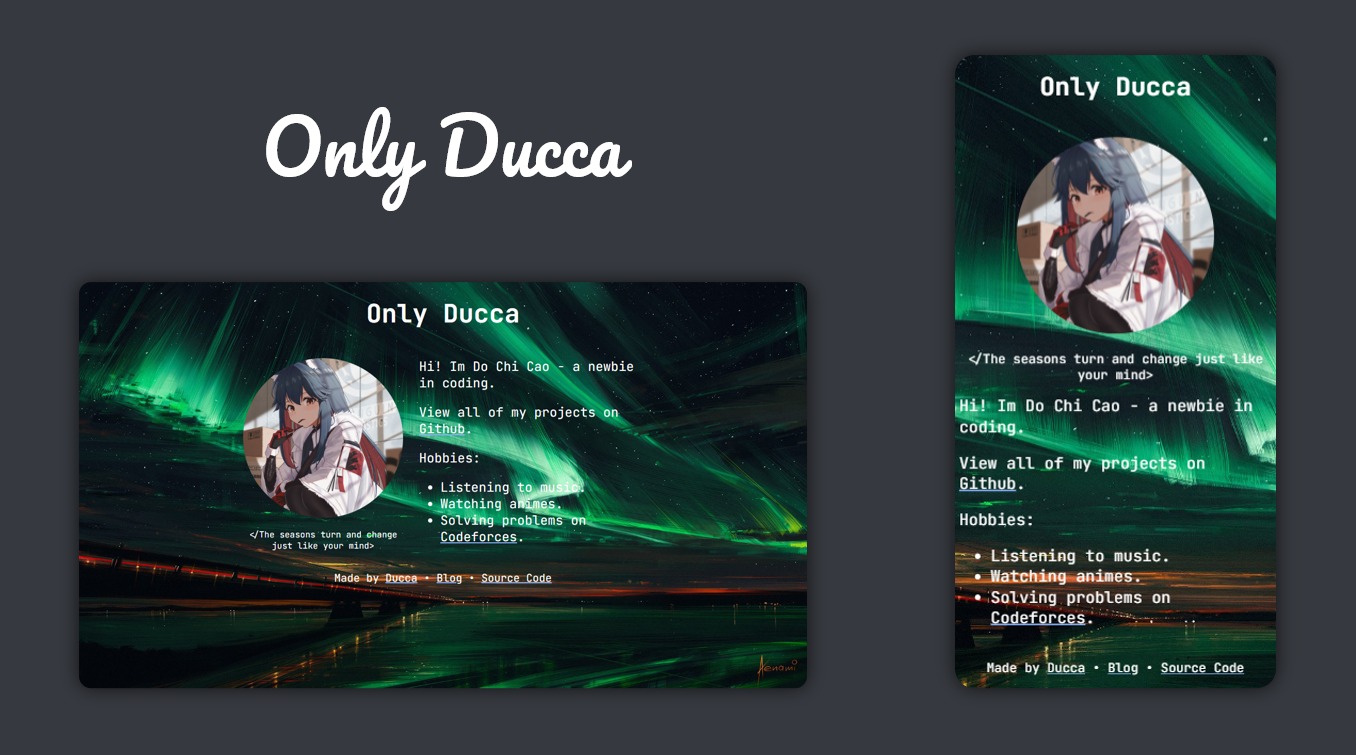 Only Ducca
Only Ducca
Hi! Im Do Chi Cao - a newbie
in coding.
View all of my projects on
Github.
Hobbies:
• Listening to music.
• Watching animes.
• Solving problems on
Codeforces.
</The seasons turn and change
just like your mind>
Made by Ducca • Blog • Source Code
Aenami
Only Ducca
</The seasons turn and change just like
your mind>
Hi! Im Do Chi Cao - a newbie in
coding.
View all of my projects on
Github.
Hobbies:
• Listening to music.
• Watching animes.
• Solving problems on
Codeforces.
Made by Ducca • Blog • Source Code